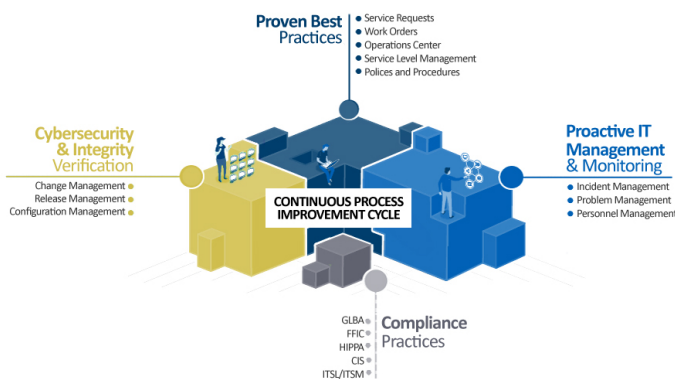 Proven Best
Practices
Service Requests
Work Orders
Operations Center
Service Level Management
Polices and Procedures
Cybersecurity
& Integrity
Verification
Change Management
Release Management
Configuration Management
Proactive IT
Management
& Monitoring
Incident Management
Problem Management
Personnel Management
CONTINUOUS PROCESS
IMPROVEMENT CYCLE
Compliance
Practices
GLBA
FFIC
HIPPA
CIS
ITSL/ITSM